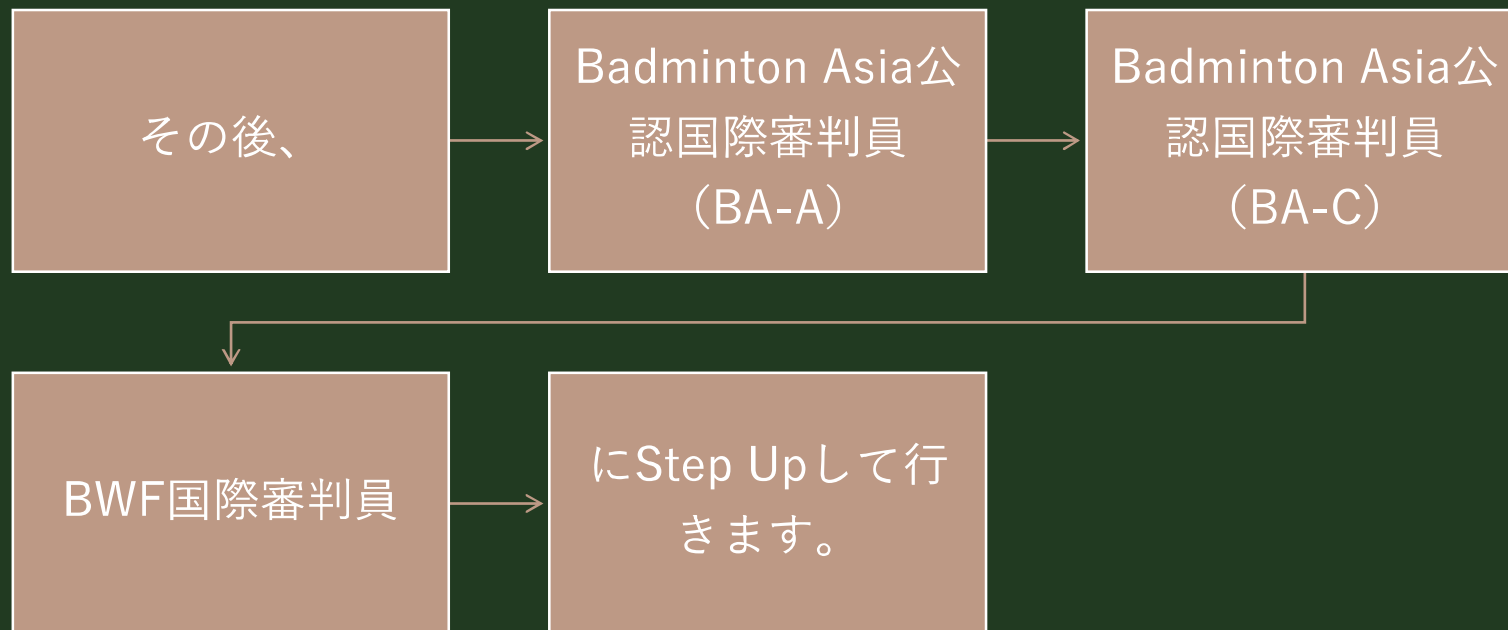 その後、
Badminton Asia公
認国際審判員
（BA-A）
Badminton Asia公
認国際審判員
（BA-C）
BWF国際審判員
にStep Upして行
きます。